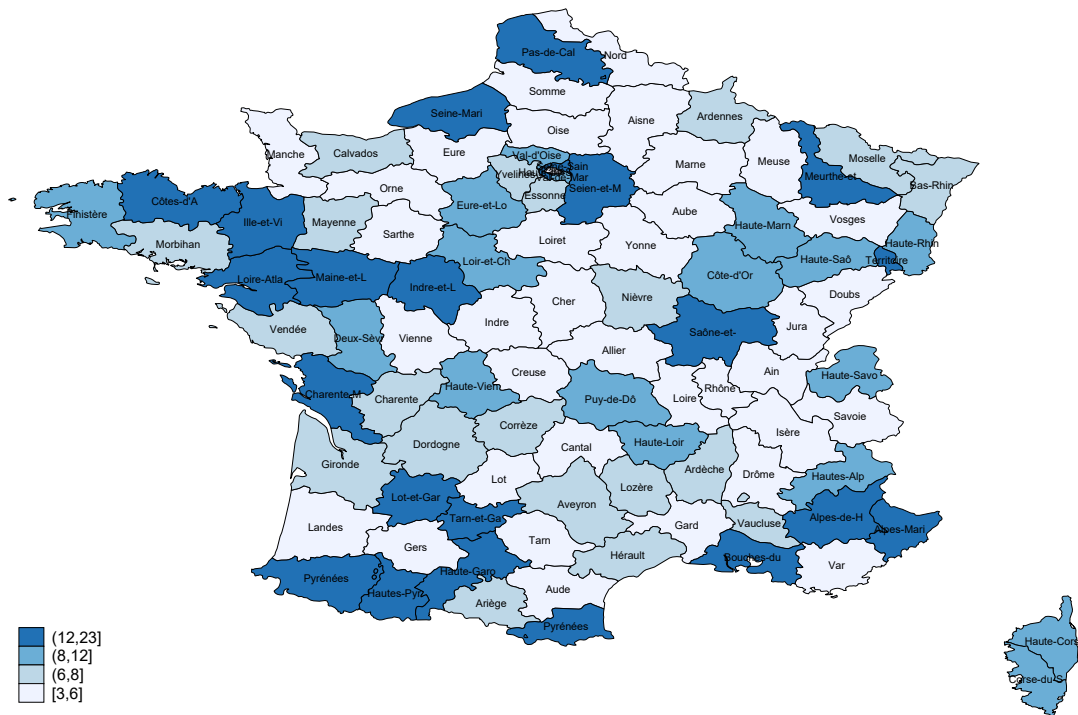 Pas-de-Cal
Nord
Somme
Seine-Mari
Aisne
Ardennes
Oise
Manche
Calvados
Eure
Val-d'Oise
Marne
Meuse
Moselle
Meurthe-et-
Bas-Rhin
Yvelines
Essonne
Seien-et-M
Orne
Côtes-d'A
Finistère
Ille-et-Vi
Mayenne
Eure-et-Lo
Aube
Haute-Marn
Vosges
Haute-Rhin
Morbihan
Sarthe
Loiret
Yonne
Loir-et-Ch
Haute-Saô
Territoire
Loire-Atla
Maine-et-L
Indre-et-L
Côte-d'Or
Doubs
Nièvre
Cher
Vendée
Deux-Sèv
Vienne
Indre
Saône-et-
Jura
Allier
Charente-M
Charente
Haute-Vien
Creuse
Puy-de-Dô
Loire
Rhône
Ain
Haute-Savo
Savoie
Isère
Corrèze
Dordogne
Cantal
Haute-Loir
Gironde
Lot
Lozère
Ardèche
Drôme
Hautes-Alp
Lot-et-Gar
Aveyron
Tarn-et-Ga
Landes
Gers
Tarn
Gard
Vaucluse
Alpes-de-H
Alpes-Mari
Hérault
Bouches-du
Var
Pyrénées
Hautes-Pyr
Haute-Garo
Ariège
Aude
Pyrénées
Haute-Cors
Corse-du-S
(12,23]
(8,12]
(6,8]
[3,6]